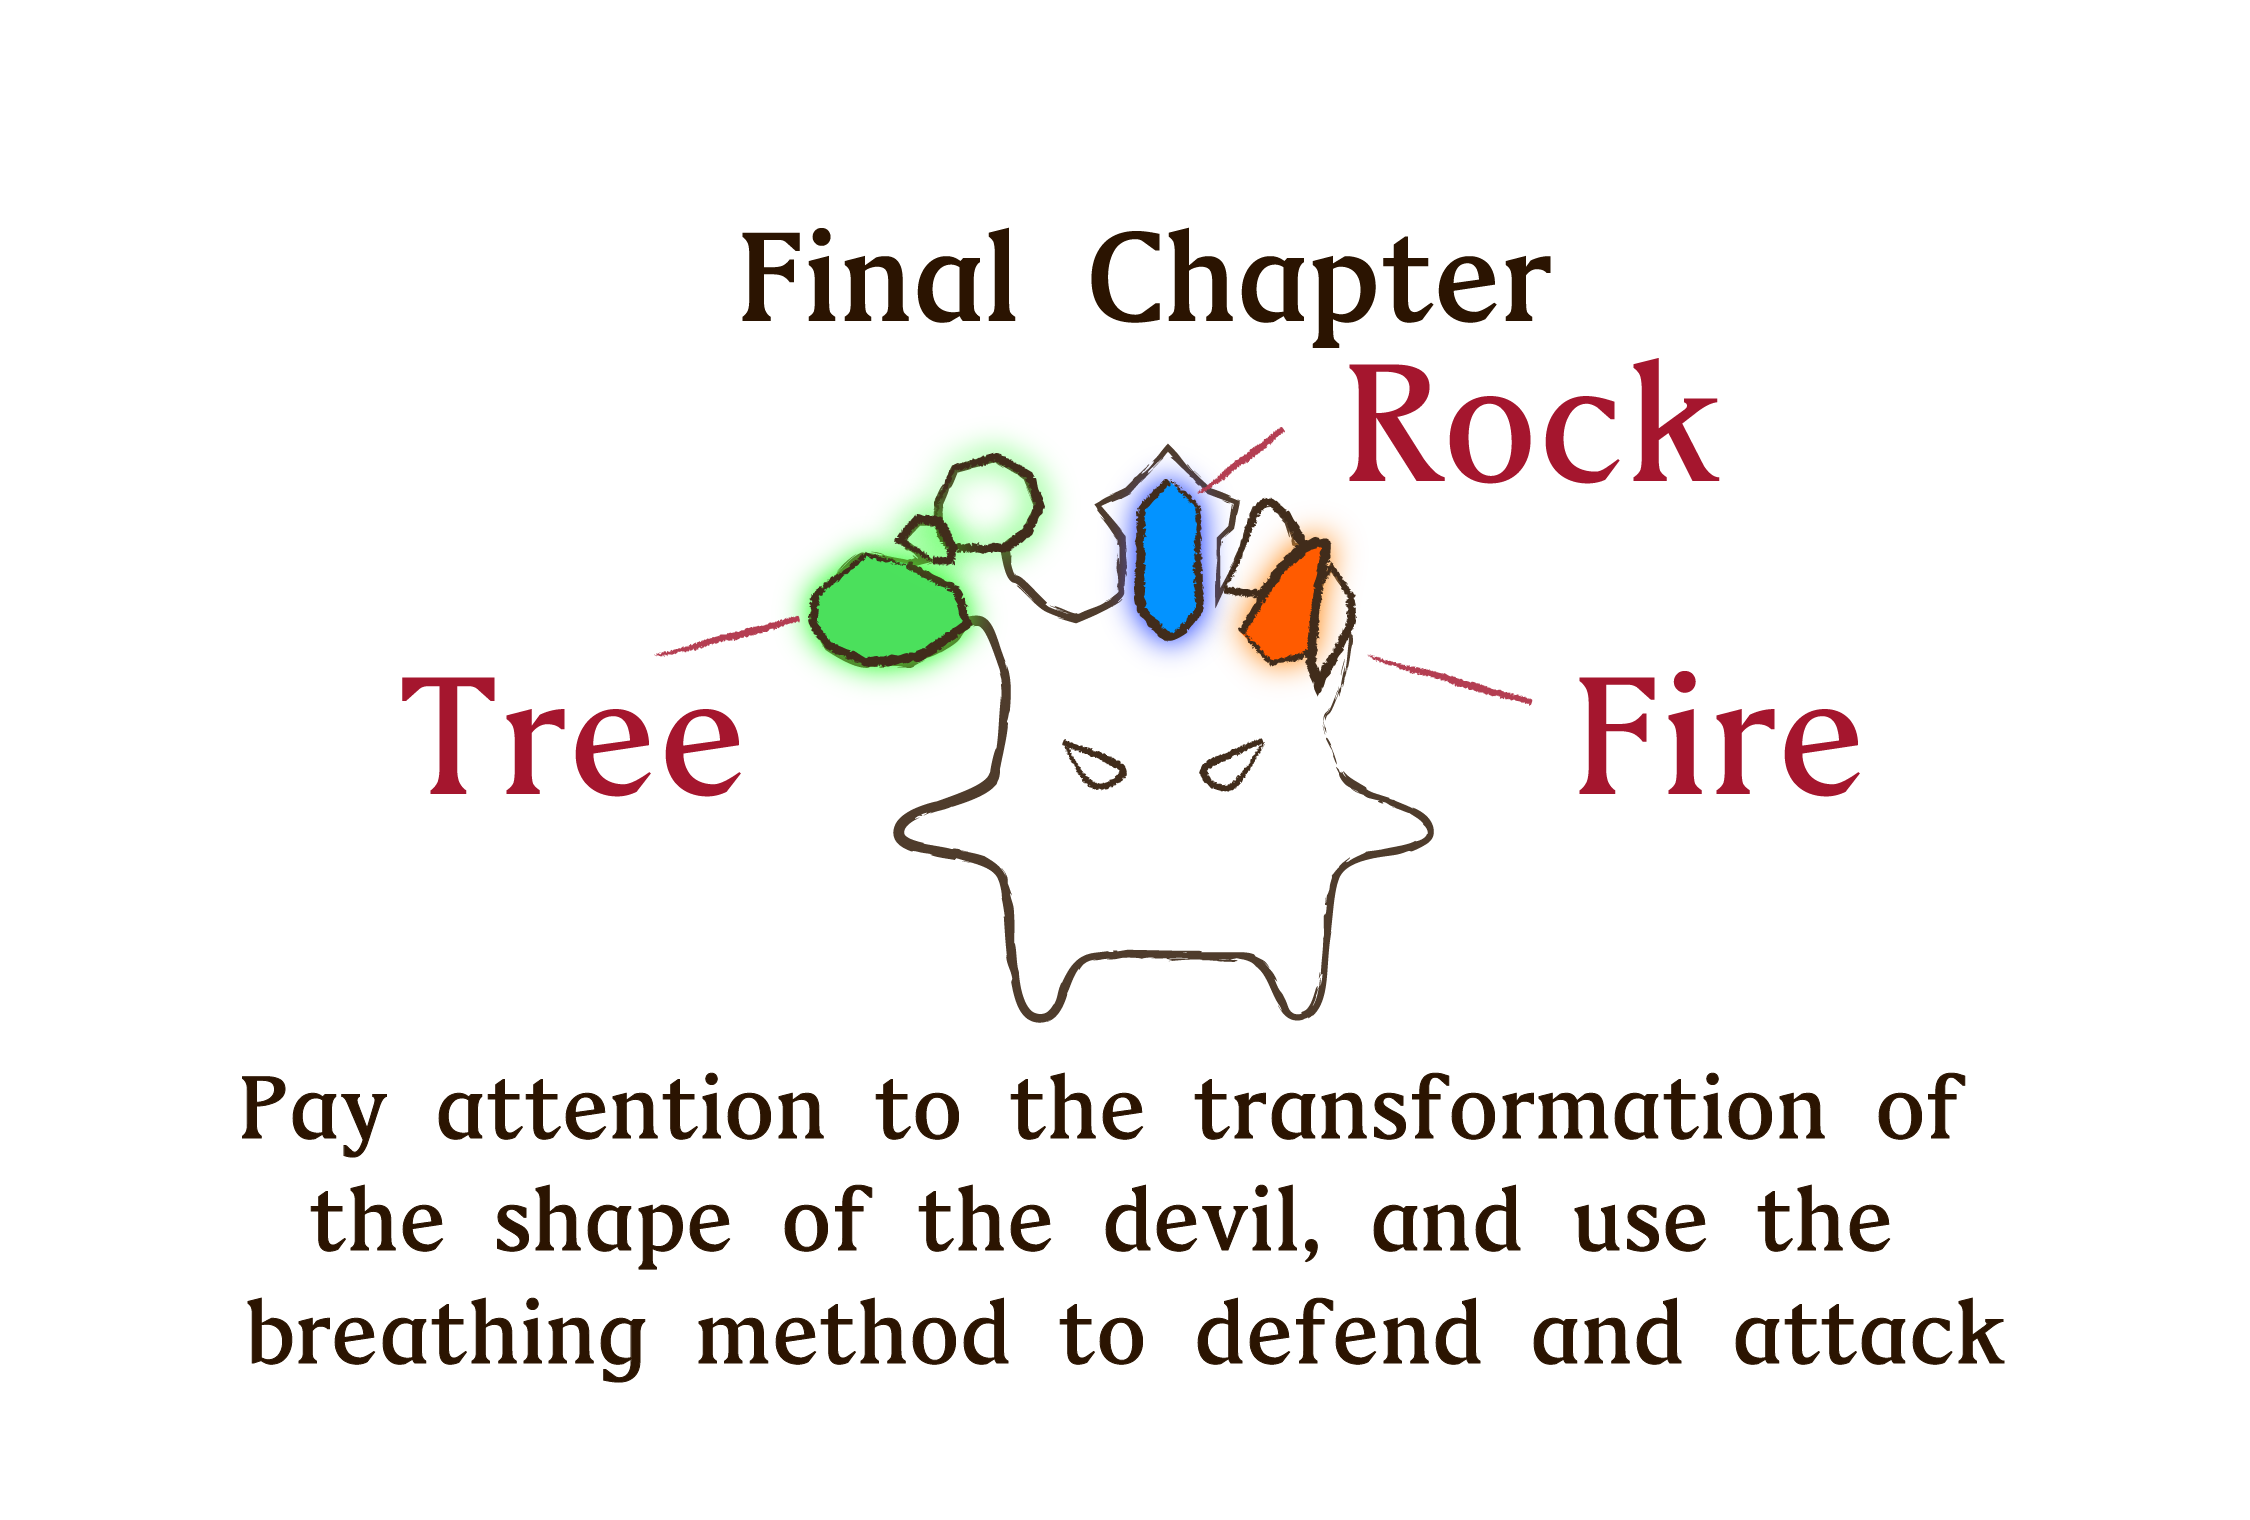 Final Chapter
Rock
Tree
Fire
Pay attention to the transformation of
the shape of the devil, and use the
breathing method to defend and attack